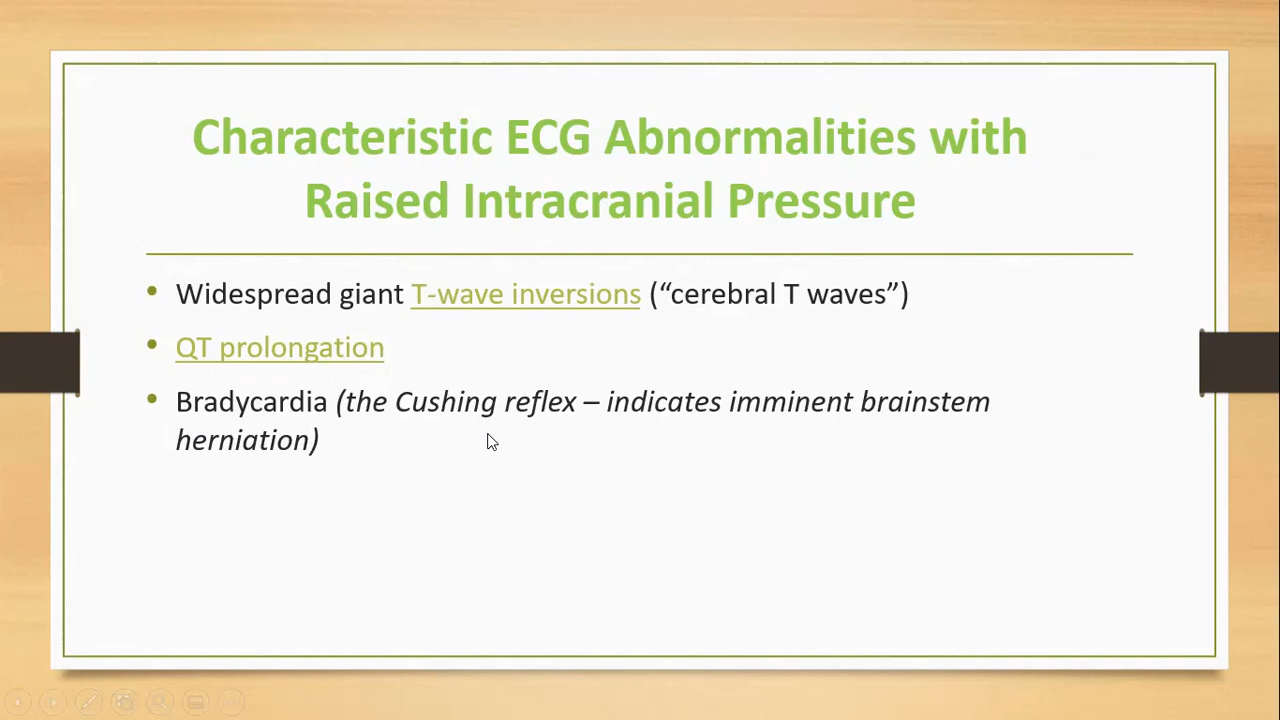 Characteristic ECG Abnormalities with
Raised Intracranial Pressure
• Widespread giant T-wave inversions (“cerebral T waves”)
• QT prolongation
• Bradycardia (the Cushing reflex – indicates imminent brainstem
herniation)